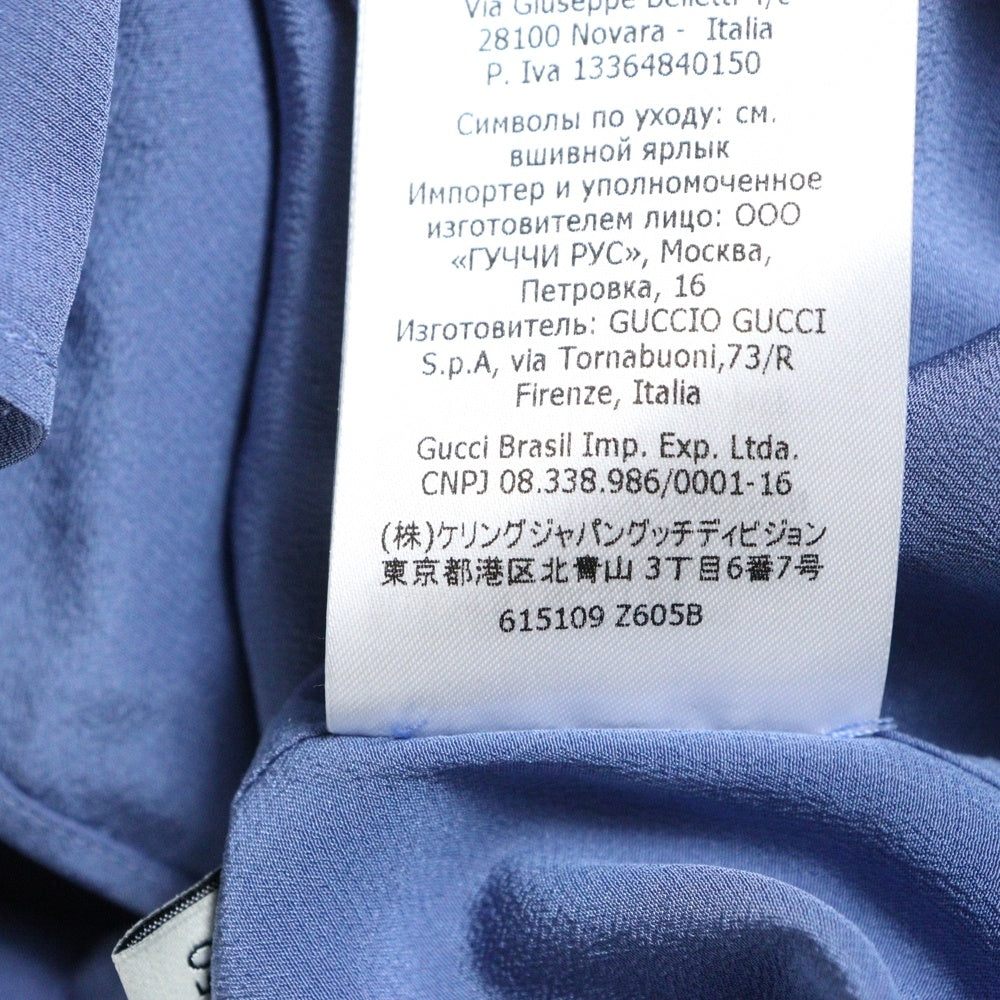 Via Giuseppe
28100 Novara - Italia
P. Iva 13364840150
Символы по уходу: см.
вшивной ярлык
Импортер и уполномоченное
изготовителем лицо: ООО
«ГУЧЧИ РУС», Москва,
Петровка, 16
Изготовитель: GUCCIO GUCCI
S.p.A, via Tornabuoni,73/R
Firenze, Italia
Gucci Brasil Imp. Exp. Ltda.
CNPJ 08.338.986/0001-16
(株)ケリングジャパングッチディビジョン
東京都港区北青山 3丁目6番7号
615109 Z605B